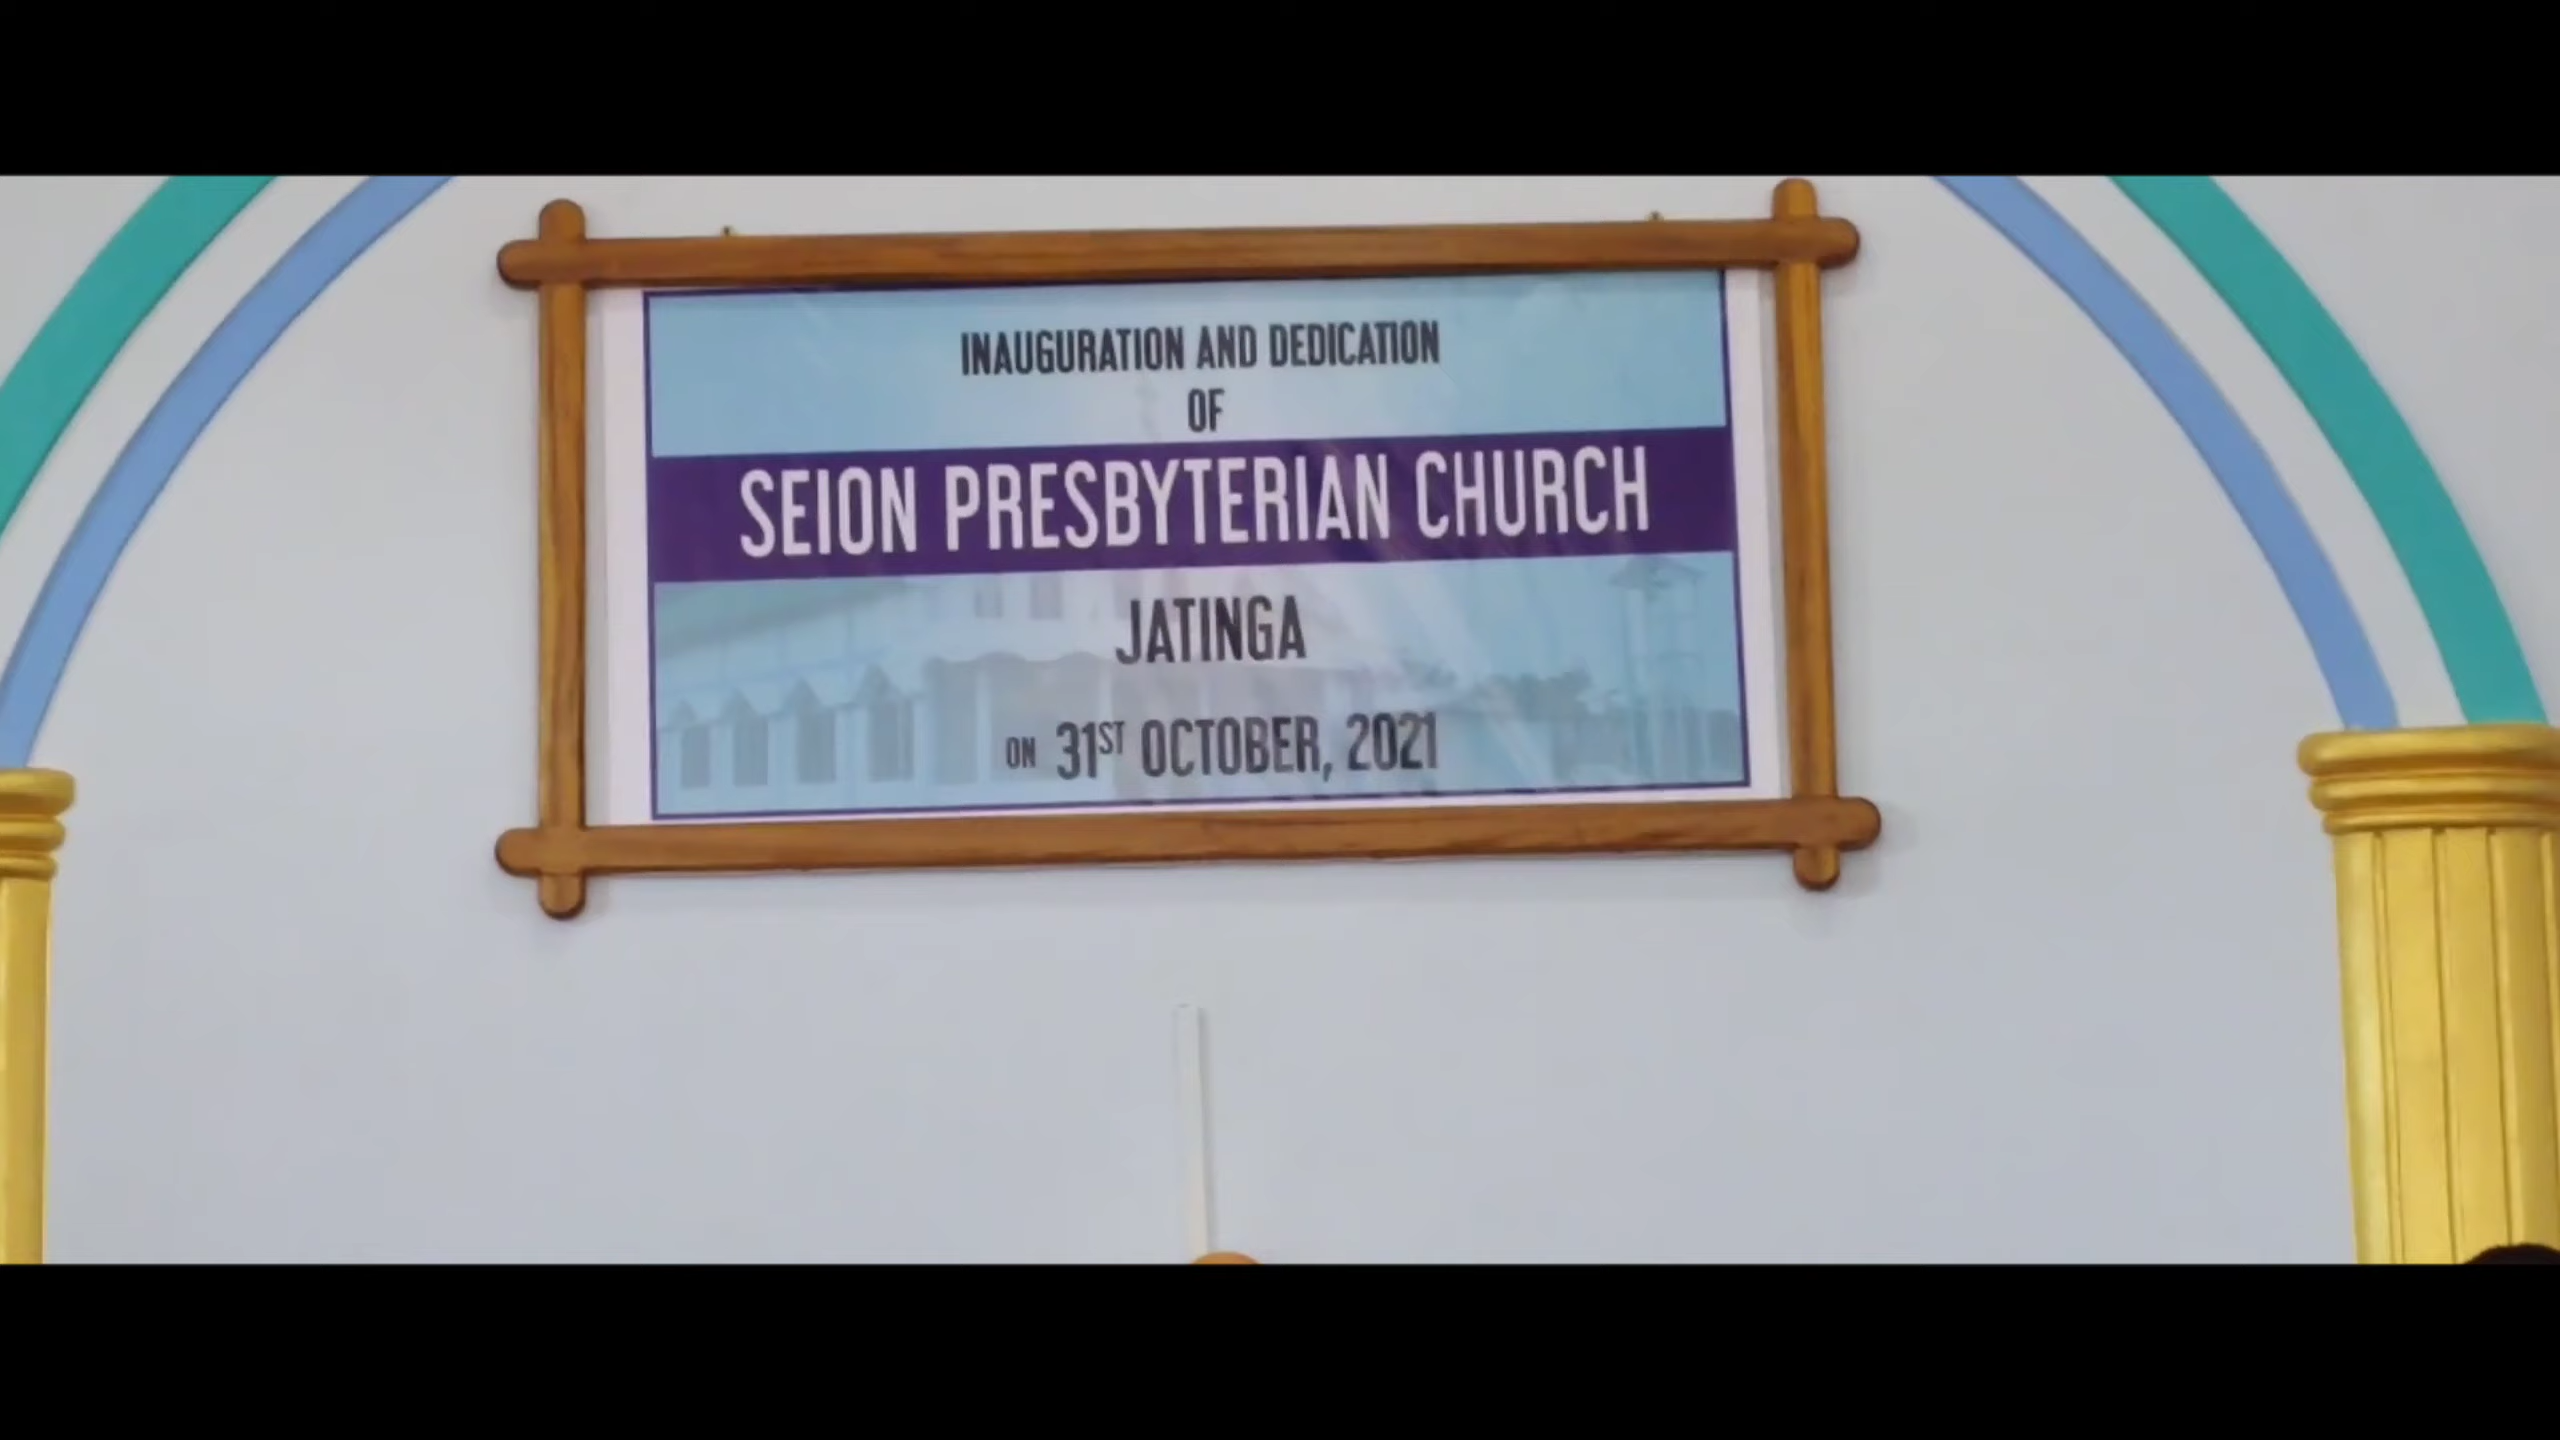 INAUGURATION AND DEDICATION
OF
SEION PRESBYTERIAN CHURCH
JATINGA
ON 31ST OCTOBER, 2021